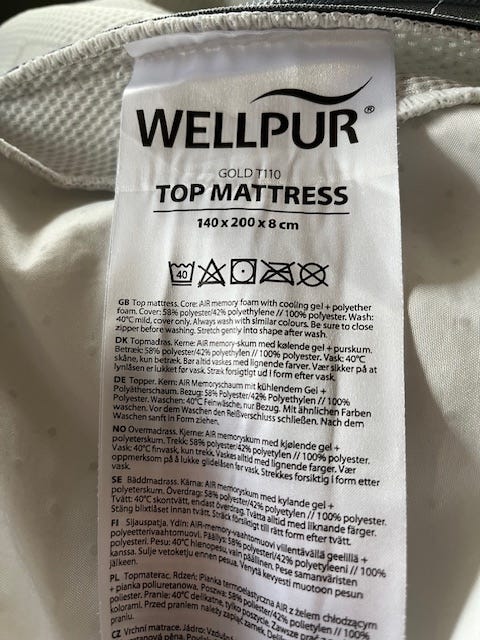 WELLPUR®
GOLD T110
TOP MATTRESS
140 x 200 x 8 cm
40
GB Top mattress. Core: AIR memory foam with cooling gel + polyether
foam. Cover: 58% polyester/42% polyethylene // 100% polyester. Wash:
40°C mild, cover only. Always wash with similar colours. Be sure to close
zipper before washing. Stretch gently into shape after wash.
DK Topmadras. Kerne: AIR memory-skum med kølende gel + purskum.
Betræk: 58% polyester/42% polyethylen // 100% polyester. Vask: 40°C
skåne, kun betræk. Bør altid vaskes med lignende farver. Vær sikker på at
lynlåsen er lukket før vask. Stræk forsigtigt ud i form efter vask.
DE Topper. Kern: AIR Memoryschaum mit kühlendem Gel +
Polyätherschaum. Bezug: 58% Polyester/42% Polyethylen // 100%
Polyester. Waschen: 40°C Feinwäsche, nur Bezug. Mit ähnlichen Farben
waschen. Vor dem Waschen den Reißverschluss schließen. Nach dem
Waschen sanft in Form ziehen.
NO Overmadrass. Kjerne: AIR memoryskum med kjølende gel +
polyeterskum. Trekk: 58% polyester/42% polyetylen // 100% polyester.
Vask: 40°C finvask, kun trekk. Vaskes alltid med lignende farger. Vær
oppmerksom på å lukke glidelåsen før vask. Strekkes forsiktig i form etter
vask.
SE Bäddmadrass. Kärna: AIR memoryskum med kylande gel +
polyeterskum. Överdrag: 58% polyester/42% polyetylen // 100% polyester.
Tvätt: 40°C skontvätt, endast överdrag. Tvätta alltid med liknande färger.
Stäng blixtlåset innan tvätt. Sträck försiktigt till rätt form efter tvätt.
FI Sijauspatja. Ydin: AIR-memory-vaahtomuovi viilentävällä geelillä +
polyeetterivaahtomuovi. Päällys: 58% polyesteri/42% polyetyleeni // 100%
polyesteri. Pesu: 40°C hienopesu, vain päällinen. Pese samanväristen
kanssa. Sulje vetoketju ennen pesua. Venytä kevyesti muotoon pesun
jälkeen.
PL Topmaterac. Rdzeń: Pianka termoelastyczna AIR z żelem chłodzącym
+ pianka poliuretanowa. Poszwa: 58% poliester/42% polietylen // 100%
poliester. Pranie: 40°C delikatne, tylko poszycie. Zawsze prać
kolorami. Przed praniem należy zapiąć zamek. Delik
CZ Vrchní matrace. Jádro: Vzdu